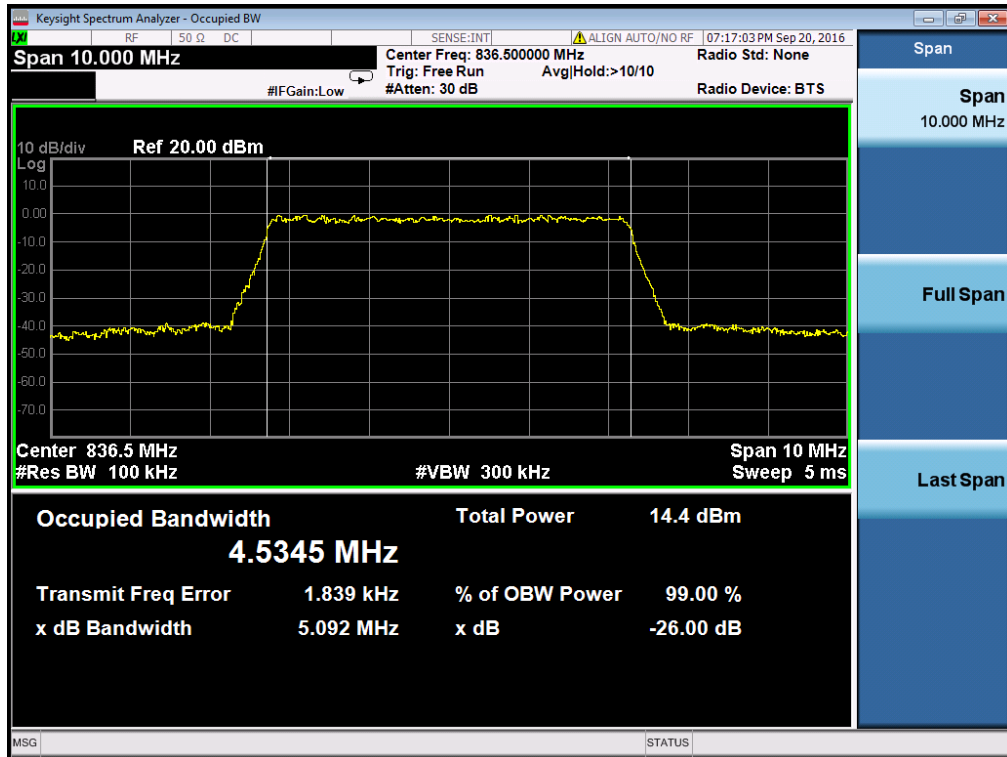 Keysight Spectrum Analyzer - Occupied BW
LXI RF 50 Ω DC SENSE:INT ALIGN AUTO/NO RF 07:17:03 PM Sep 20, 2016
Span 10.000 MHz
Center Freq: 836.500000 MHz Radio Std: None
Trig: Free Run Avg|Hold:>10/10
#IFGain:Low #Atten: 30 dB Radio Device: BTS
Span
Span
10.000 MHz
Full Span
Last Span
10 dB/div Ref 20.00 dBm
Log
10.0
0.00
-10.0
-20.0
-30.0
-40.0
-50.0
-60.0
-70.0
Center 836.5 MHz Span 10 MHz
#Res BW 100 kHz #VBW 300 kHz Sweep 5 ms
Occupied Bandwidth Total Power 14.4 dBm
4.5345 MHz
Transmit Freq Error 1.839 kHz % of OBW Power 99.00 %
x dB Bandwidth 5.092 MHz x dB -26.00 dB
MSG STATUS